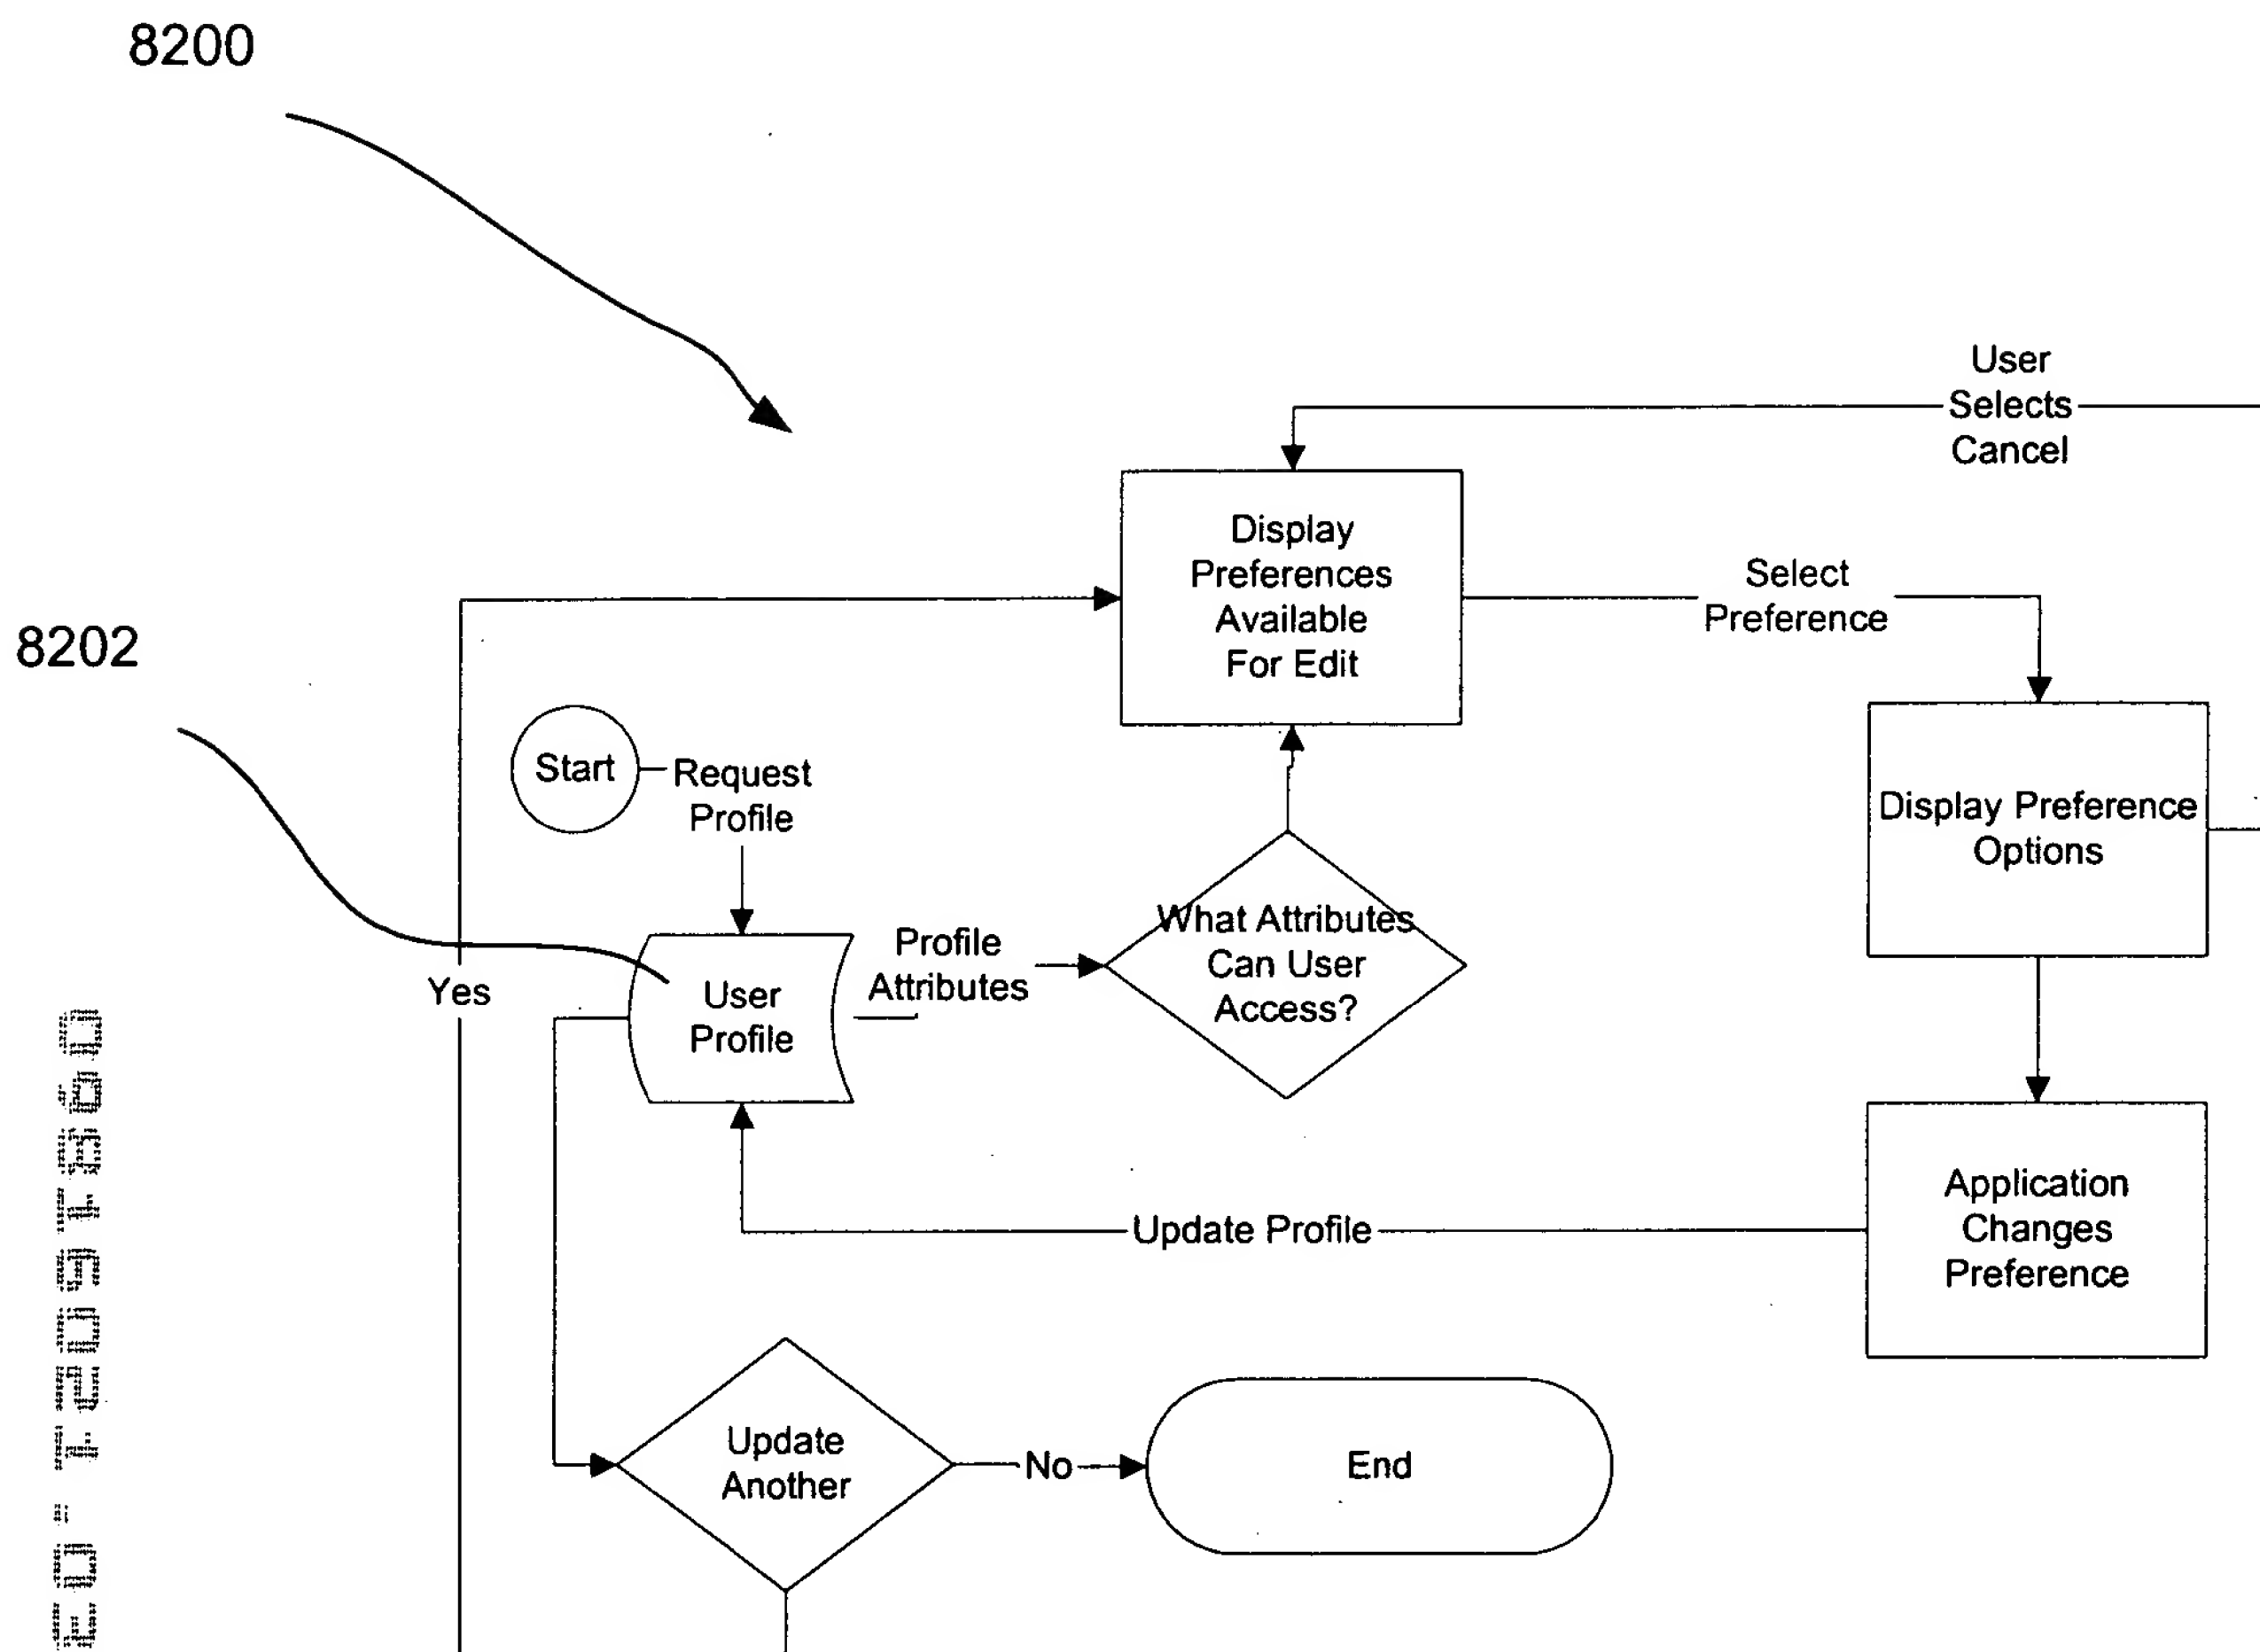 8200
User
Selects
Cancel
Display
Preferences
Available
For Edit
Select
Preference
8202
Start
Request
Profile
Display Preference
Options
What Attributes
Can User
Access?
Profile
Attributes
User
Profile
Yes
Application
Changes
Preference
Update Profile
Update
Another
No
End